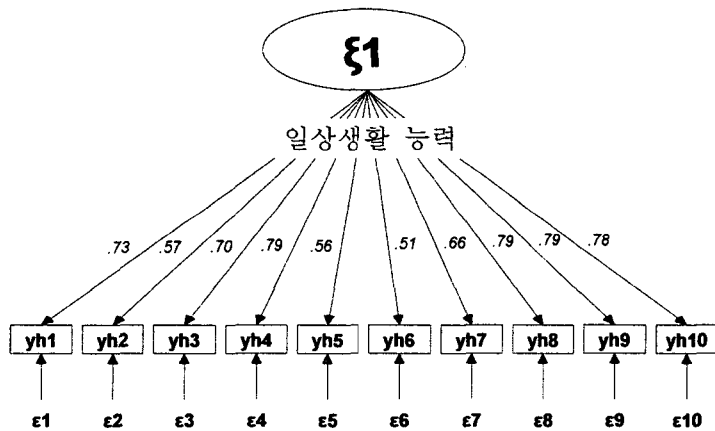 ξ1
일상생활 능력
.73 .57 .70 .79 .56 .51 .66 .79 .79 .78
yh1 yh2 yh3 yh4 yh5 yh6 yh7 yh8 yh9 yh10
ε1 ε2 ε3 ε4 ε5 ε6 ε7 ε8 ε9 ε10